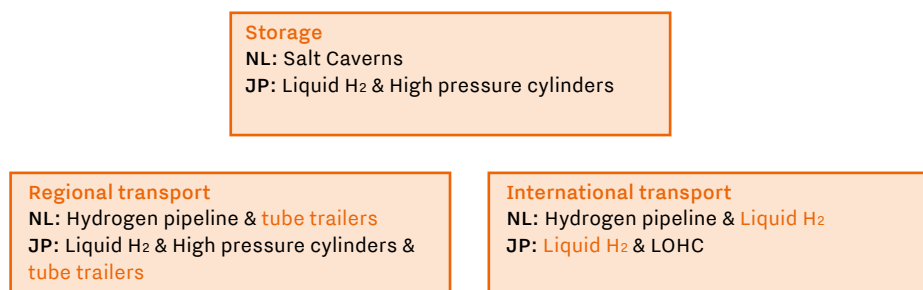 Storage
NL: Salt Caverns
JP: Liquid H2 & High pressure cylinders
Regional transport
NL: Hydrogen pipeline & tube trailers
JP: Liquid H2 & High pressure cylinders &
tube trailers
International transport
NL: Hydrogen pipeline & Liquid H2
JP: Liquid H2 & LOHC